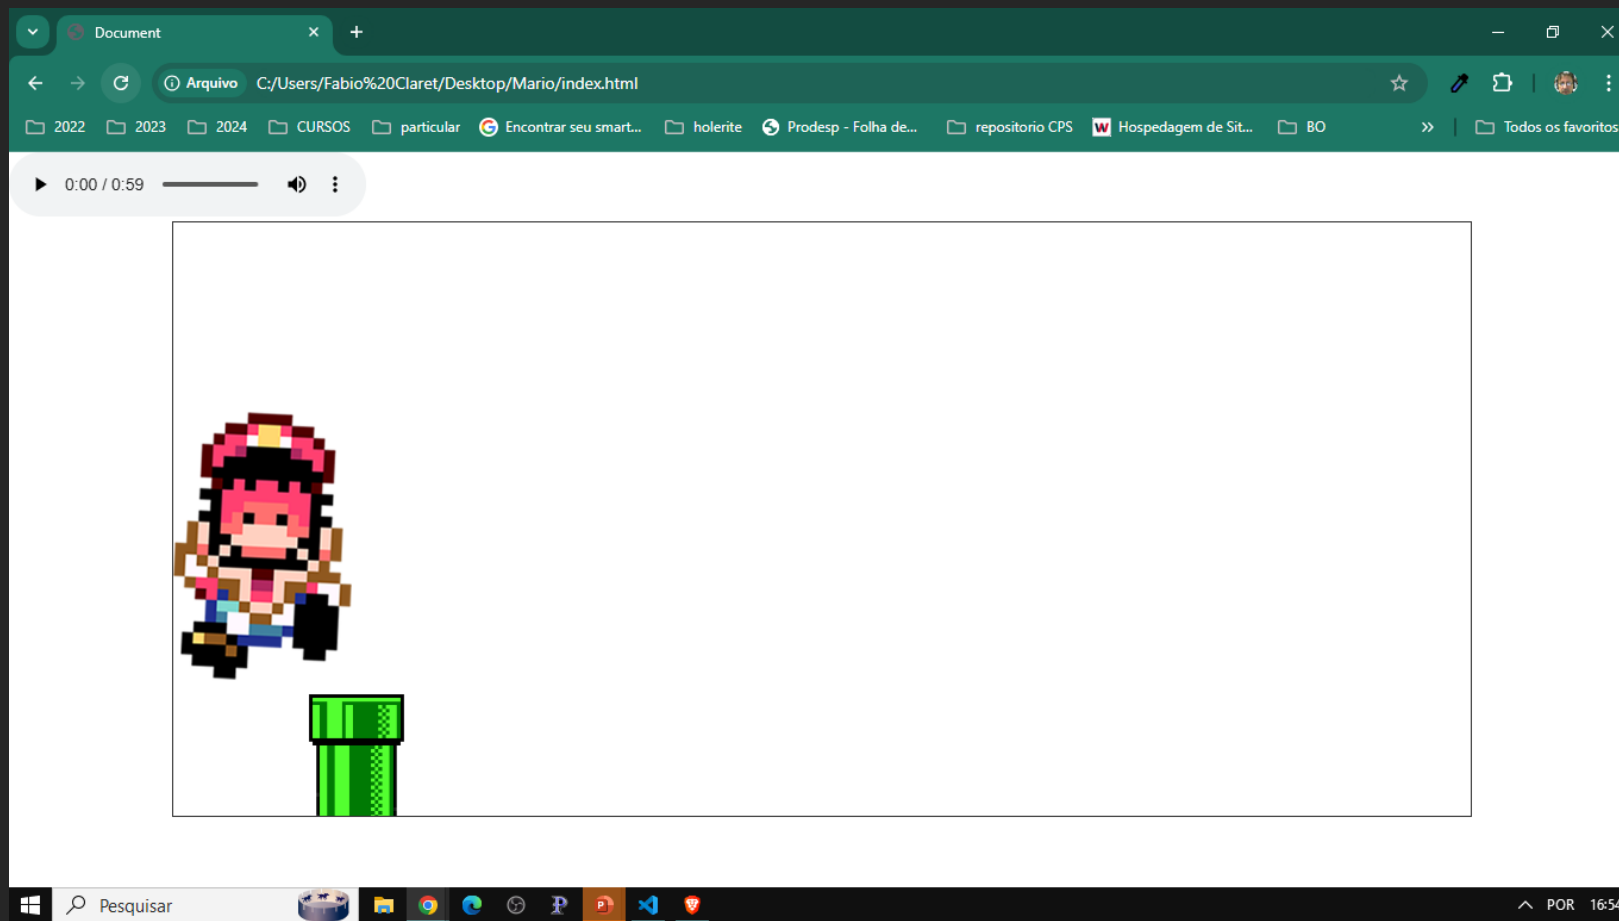 Document
Arquivo C:/Users/Fabio%20Claret/Desktop/Mario/index.html
2022 2023 2024 CURSOS particular Encontrar seu smart... holerite Prodesp - Folha de... repositorio CPS W Hospedagem de Sit... BO » Todos os favoritos
0:00 / 0:59
Pesquisar POR 16:54